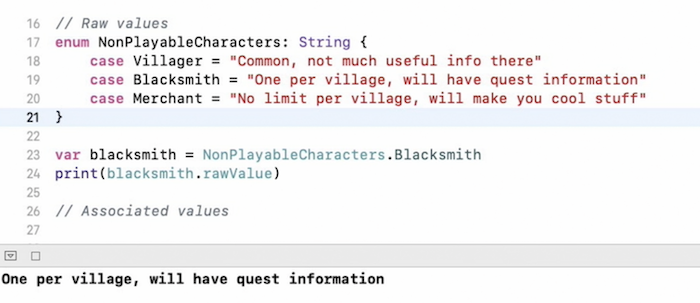 16 // Raw values
17 enum NonPlayableCharacters: String {
18 case Villager = "Common, not much useful info there"
19 case Blacksmith = "One per village, will have quest information"
20 case Merchant = "No limit per village, will make you cool stuff"
21 }
22
23 var blacksmith = NonPlayableCharacters.Blacksmith
24 print(blacksmith.rawValue)
25
26 // Associated values
27
One per village, will have quest information